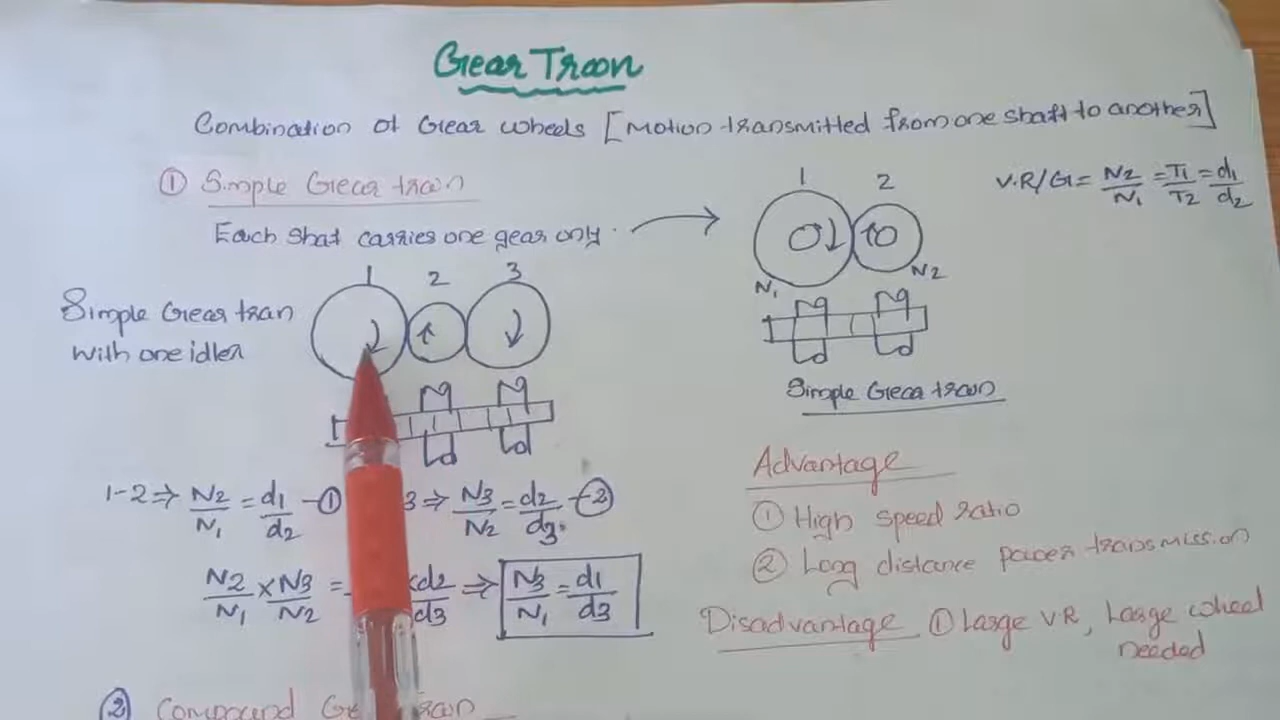 Gear Train
Combination of Gear wheels [Motion transmitted from one shaft to another]
① Simple Gear train
Each shaft carries one gear only.
1 2
V.R/G = N2/N1 = T1/T2 = d1/d2
N1 N2
Simple Gear train
1 2 3
Simple Gear train
with one idler
1-2 ⇒ N2/N1 = d1/d2 - ①
3 ⇒ N3/N2 = d2/d3. - ②
N2/N1 × N3/N2 = ×d2/d3 ⇒ N3/N1 = d1/d3
Advantage
① High speed ratio
② Long distance power transmission
Disadvantage ① Large VR, Large wheel
needed
② Compound